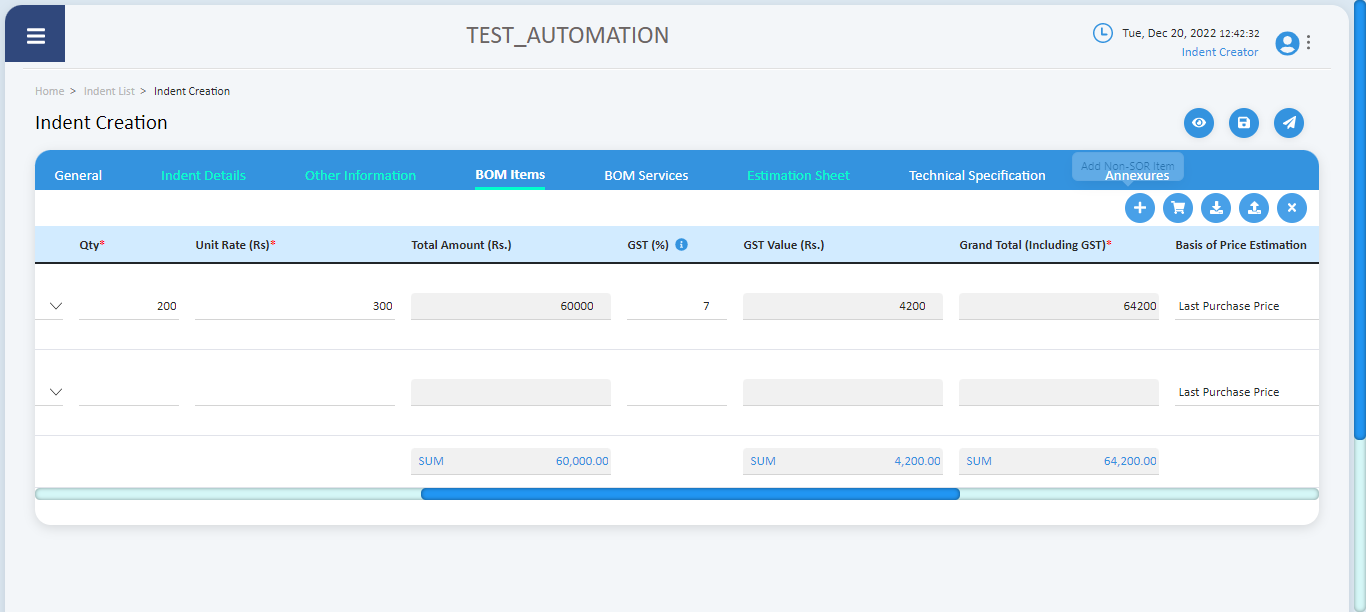 TEST_AUTOMATION
Tue, Dec 20, 2022 12:42:32
Indent Creator
Home > Indent List > Indent Creation
Indent Creation
Add Non-SOR Item
General Indent Details Other Information BOM Items BOM Services Estimation Sheet Technical Specification Annexures
Qty* Unit Rate (Rs)* Total Amount (Rs.) GST (%) GST Value (Rs.) Grand Total (Including GST)* Basis of Price Estimation
200 300 60000 7 4200 64200 Last Purchase Price
Last Purchase Price
SUM 60,000.00 SUM 4,200.00 SUM 64,200.00